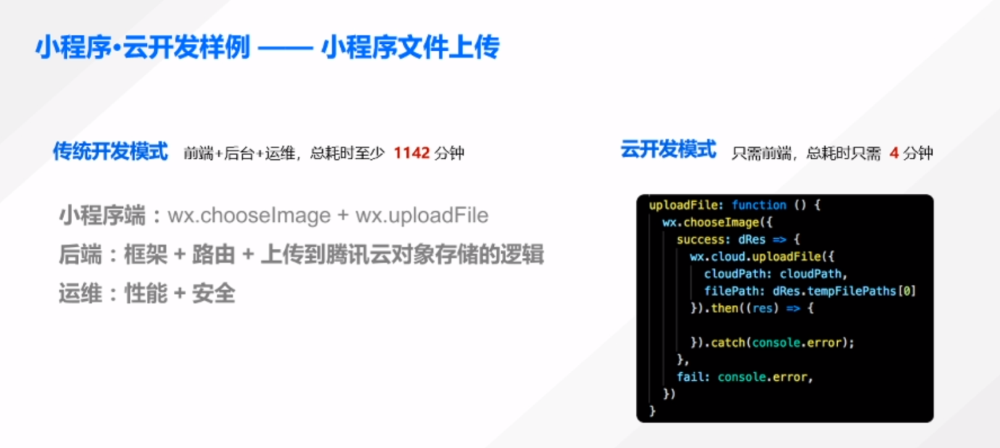 小程序•云开发样例 —— 小程序文件上传
传统开发模式 前端+后台+运维，总耗时至少 1142 分钟
小程序端：wx.chooseImage + wx.uploadFile
后端：框架 + 路由 + 上传到腾讯云对象存储的逻辑
运维：性能 + 安全
云开发模式 只需前端，总耗时只需 4 分钟
uploadFile: function () {
wx.chooseImage({
success: dRes => {
wx.cloud.uploadFile({
cloudPath: cloudPath,
filePath: dRes.tempFilePaths[0]
}).then((res) => {
}).catch(console.error);
},
fail: console.error,
})
}